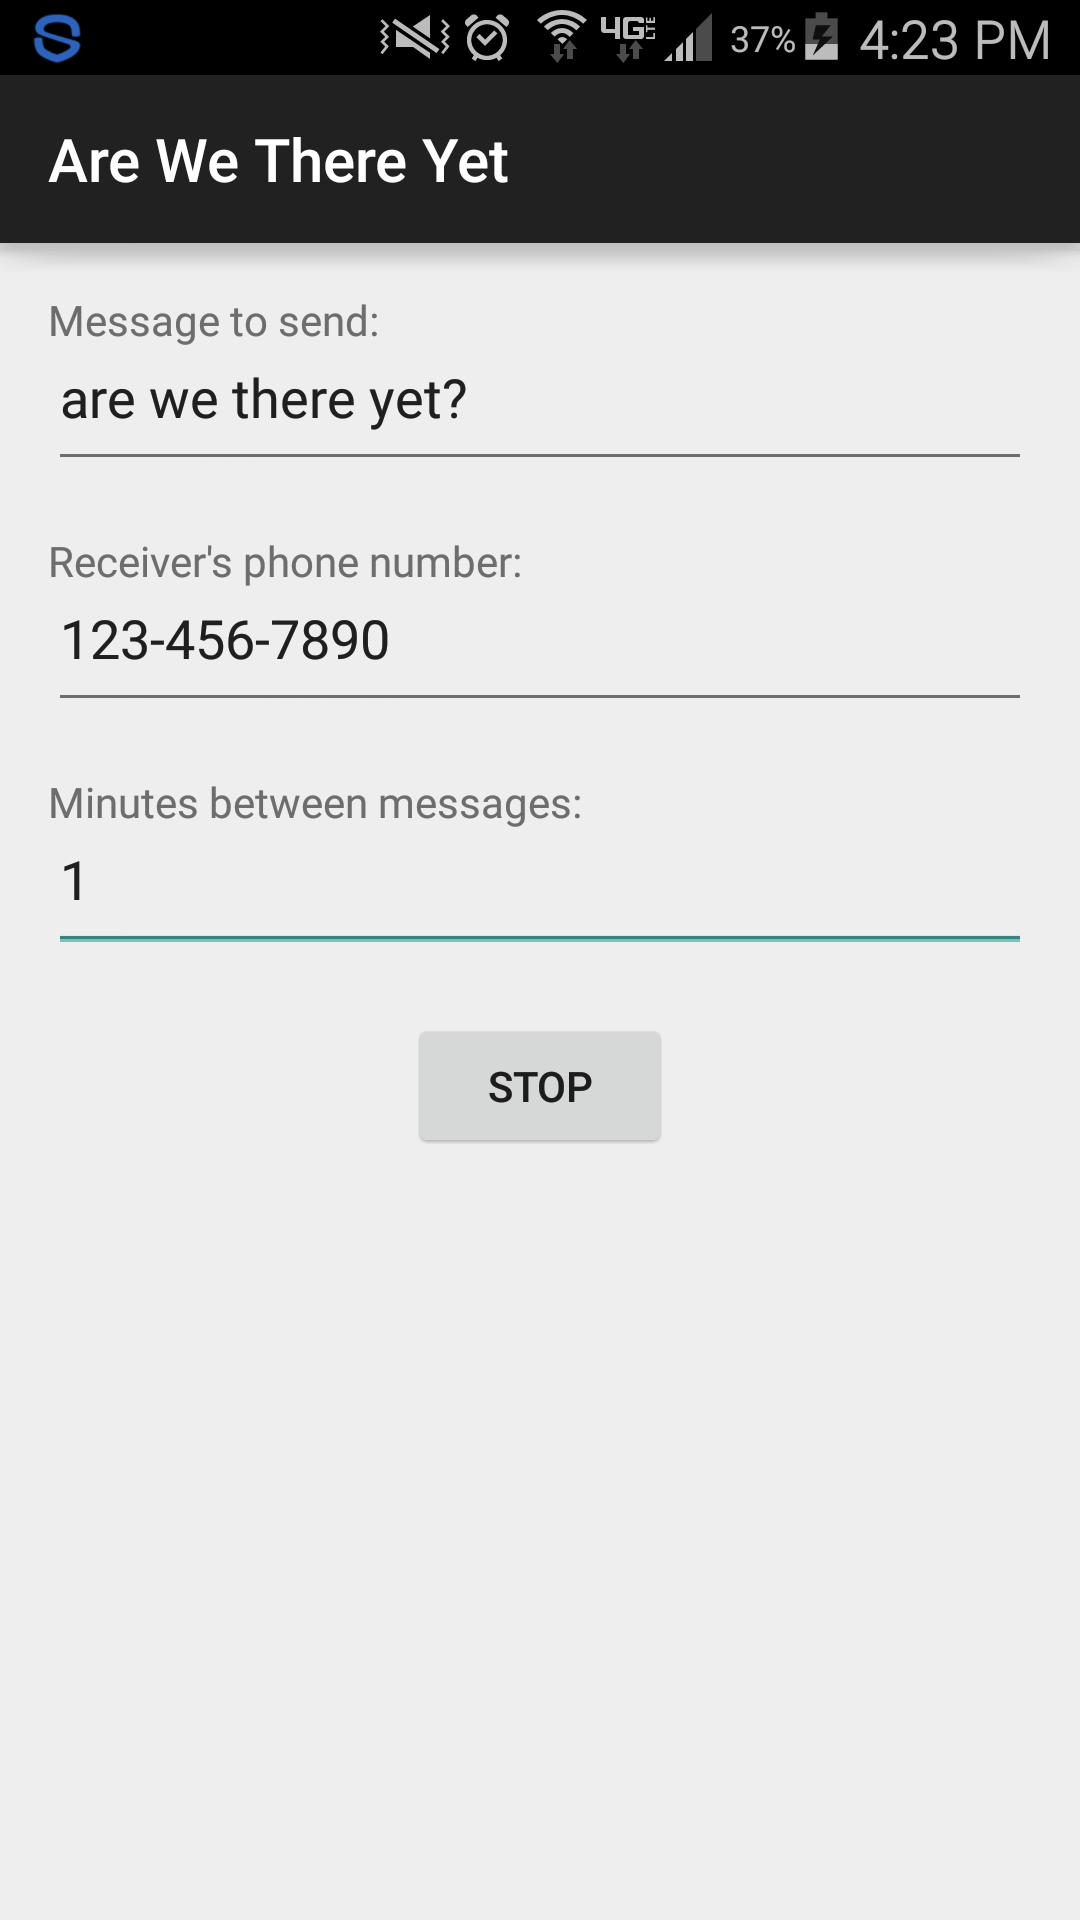 4G LTE 37% 4:23 PM
Are We There Yet
Message to send:
are we there yet?
Receiver's phone number:
123-456-7890
Minutes between messages:
1
STOP